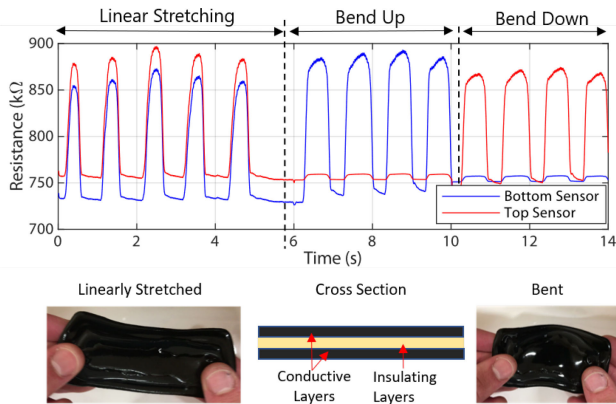 Linear Stretching
Bend Up
Bend Down
900
850
800
750
700
Resistance (kΩ)
0
2
4
6
8
10
12
14
Time (s)
Bottom Sensor
Top Sensor
Linearly Stretched
Cross Section
Bent
Conductive
Layers
Insulating
Layers